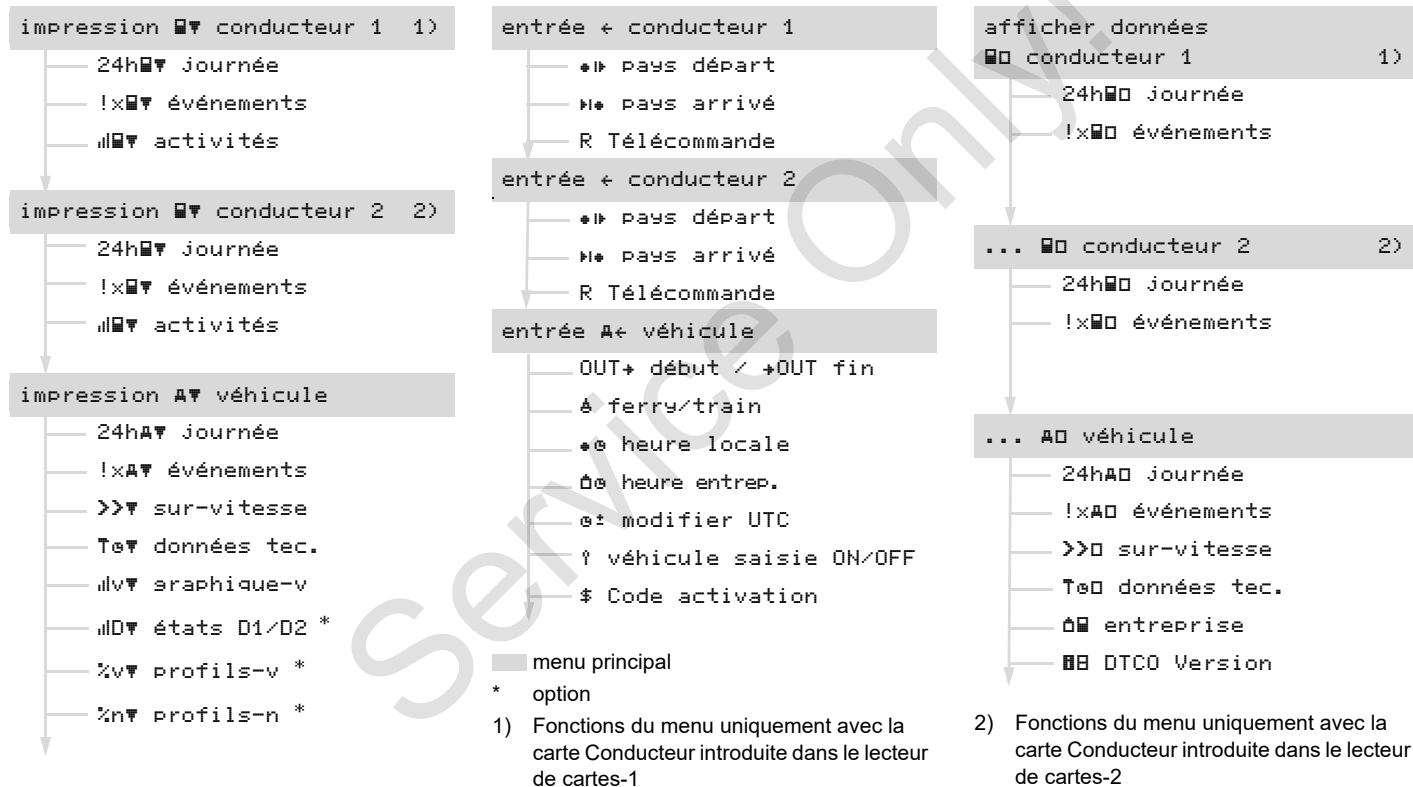 impression conducteur 1 1)
24h journée
!x événements
activités
impression conducteur 2 2)
24h journée
!x événements
activités
impression véhicule
24h journée
!x événements
>> sur-vitesse
données tec.
v graphique-v
D états D1/D2 *
%v profils-v *
%n profils-n *
entrée ← conducteur 1
pays départ
pays arrivé
R Télécommande
entrée ← conducteur 2
pays départ
pays arrivé
R Télécommande
entrée ← véhicule
OUT→ début / →OUT fin
ferry/train
heure locale
heure entrep.
± modifier UTC
véhicule saisie ON/OFF
$ Code activation
menu principal
* option
1) Fonctions du menu uniquement avec la
carte Conducteur introduite dans le lecteur
de cartes-1
afficher données
conducteur 1 1)
24h journée
!x événements
... conducteur 2 2)
24h journée
!x événements
... véhicule
24h journée
!x événements
>> sur-vitesse
données tec.
entreprise
DTCO Version
2) Fonctions du menu uniquement avec la
carte Conducteur introduite dans le lecteur
de cartes-2
Service Only!